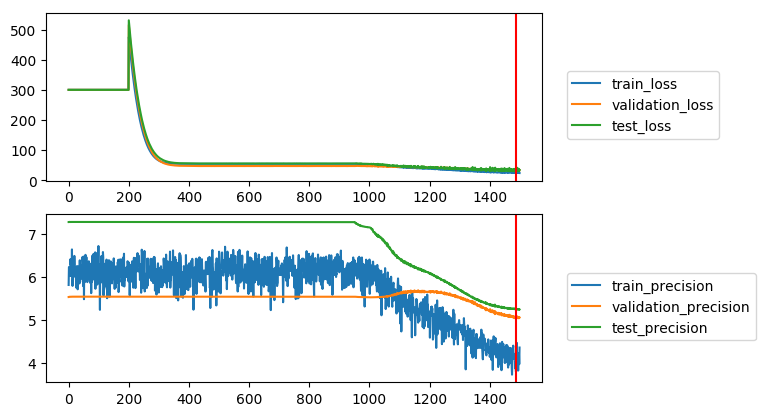 500
400
300
200
100
0
0 200 400 600 800 1000 1200 1400
train_loss
validation_loss
test_loss
7
6
5
4
0 200 400 600 800 1000 1200 1400
train_precision
validation_precision
test_precision